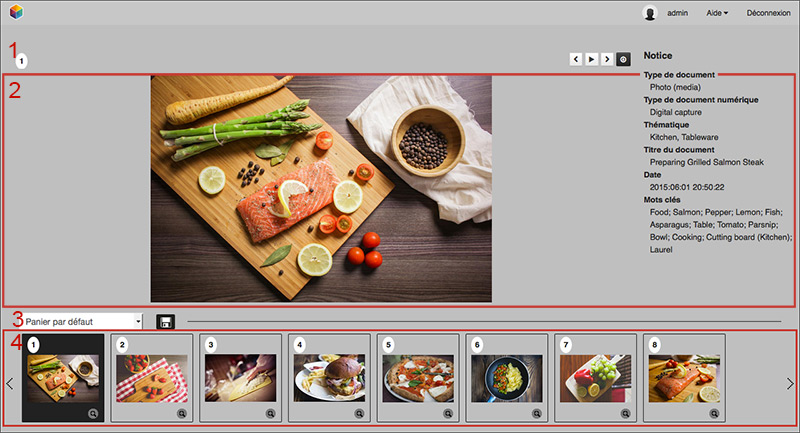 admin Aide Déconnexion
1
1
Notice
2
Type de document
Photo (media)
Type de document numérique
Digital capture
Thématique
Kitchen, Tableware
Titre du document
Preparing Grilled Salmon Steak
Date
2015:06:01 20:50:22
Mots clés
Food; Salmon; Pepper; Lemon; Fish;
Asparagus; Table; Tomato; Parsnip;
Bowl; Cooking; Cutting board (Kitchen);
Laurel
3 Panier par défaut
4
1 2 3 4 5 6 7 8